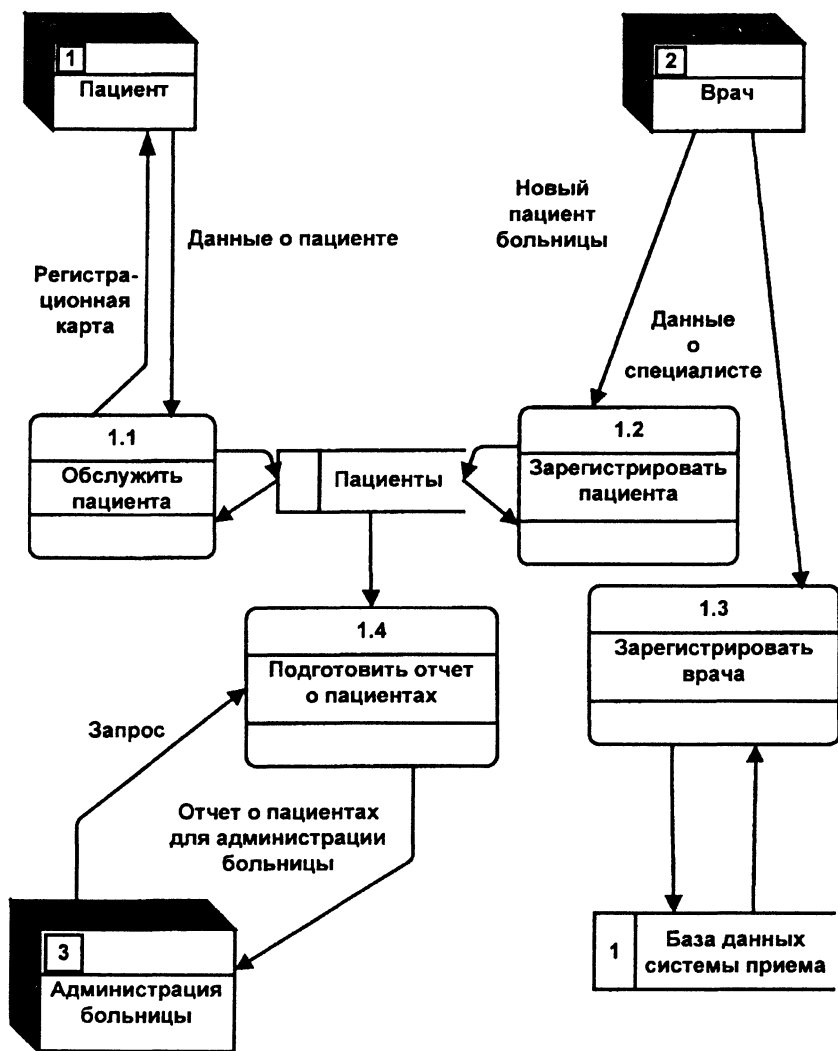 1
Пациент
2
Врач
Новый
пациент
больницы
Данные о пациенте
Регистра-
ционная
карта
Данные
о
специалисте
1.1
Обслужить
пациента
Пациенты
1.2
Зарегистрировать
пациента
1.3
Зарегистрировать
врача
1.4
Подготовить отчет
о пациентах
Запрос
Отчет о пациентах
для администрации
больницы
3
Администрация
больницы
1
База данных
системы приема